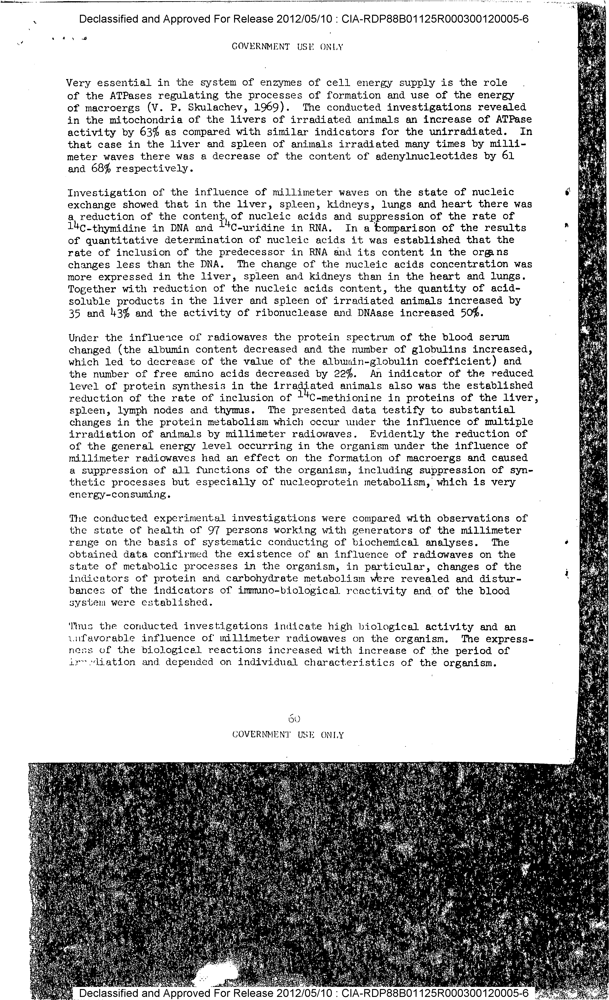 Declassified and Approved For Release 2012/05/10 : CIA-RDP88B01125R000300120005-6
GOVERNMENT USE ONLY
Very essential in the system of enzymes of cell energy supply is the role
of the ATPases regulating the processes of formation and use of the energy
of macroergs (V. P. Skulachev, 1969). The conducted investigations revealed
in the mitochondria of the livers of irradiated animals an increase of ATPase
activity by 63% as compared with similar indicators for the unirradiated. In
that case in the liver and spleen of animals irradiated many times by milli-
meter waves there was a decrease of the content of adenylnucleotides by 61
and 68% respectively.
Investigation of the influence of millimeter waves on the state of nucleic
exchange showed that in the liver, spleen, kidneys, lungs and heart there was
a reduction of the content of nucleic acids and suppression of the rate of
14C-thymidine in DNA and 14C-uridine in RNA. In a comparison of the results
of quantitative determination of nucleic acids it was established that the
rate of inclusion of the predecessor in RNA and its content in the organs
changes less than the DNA. The change of the nucleic acids concentration was
more expressed in the liver, spleen and kidneys than in the heart and lungs.
Together with reduction of the nucleic acids content, the quantity of acid-
soluble products in the liver and spleen of irradiated animals increased by
35 and 43% and the activity of ribonuclease and DNAase increased 50%.
Under the influence of radiowaves the protein spectrum of the blood serum
changed (the albumin content decreased and the number of globulins increased,
which led to decrease of the value of the albumin-globulin coefficient) and
the number of free amino acids decreased by 22%. An indicator of the reduced
level of protein synthesis in the irradiated animals also was the established
reduction of the rate of inclusion of 14C-methionine in proteins of the liver,
spleen, lymph nodes and thymus. The presented data testify to substantial
changes in the protein metabolism which occur under the influence of multiple
irradiation of animals by millimeter radiowaves. Evidently the reduction of
of the general energy level occurring in the organism under the influence of
millimeter radiowaves had an effect on the formation of macroergs and caused
a suppression of all functions of the organism, including suppression of syn-
thetic processes but especially of nucleoprotein metabolism, which is very
energy-consuming.
The conducted experimental investigations were compared with observations of
the state of health of 97 persons working with generators of the millimeter
range on the basis of systematic conducting of biochemical analyses. The
obtained data confirmed the existence of an influence of radiowaves on the
state of metabolic processes in the organism, in particular, changes of the
indicators of protein and carbohydrate metabolism were revealed and distur-
bances of the indicators of immuno-biological reactivity and of the blood
system were established.
Thus the conducted investigations indicate high biological activity and an
unfavorable influence of millimeter radiowaves on the organism. The express-
ness of the biological reactions increased with increase of the period of
irradiation and depended on individual characteristics of the organism.
60
GOVERNMENT USE ONLY
Declassified and Approved For Release 2012/05/10 : CIA-RDP88B01125R000300120005-6